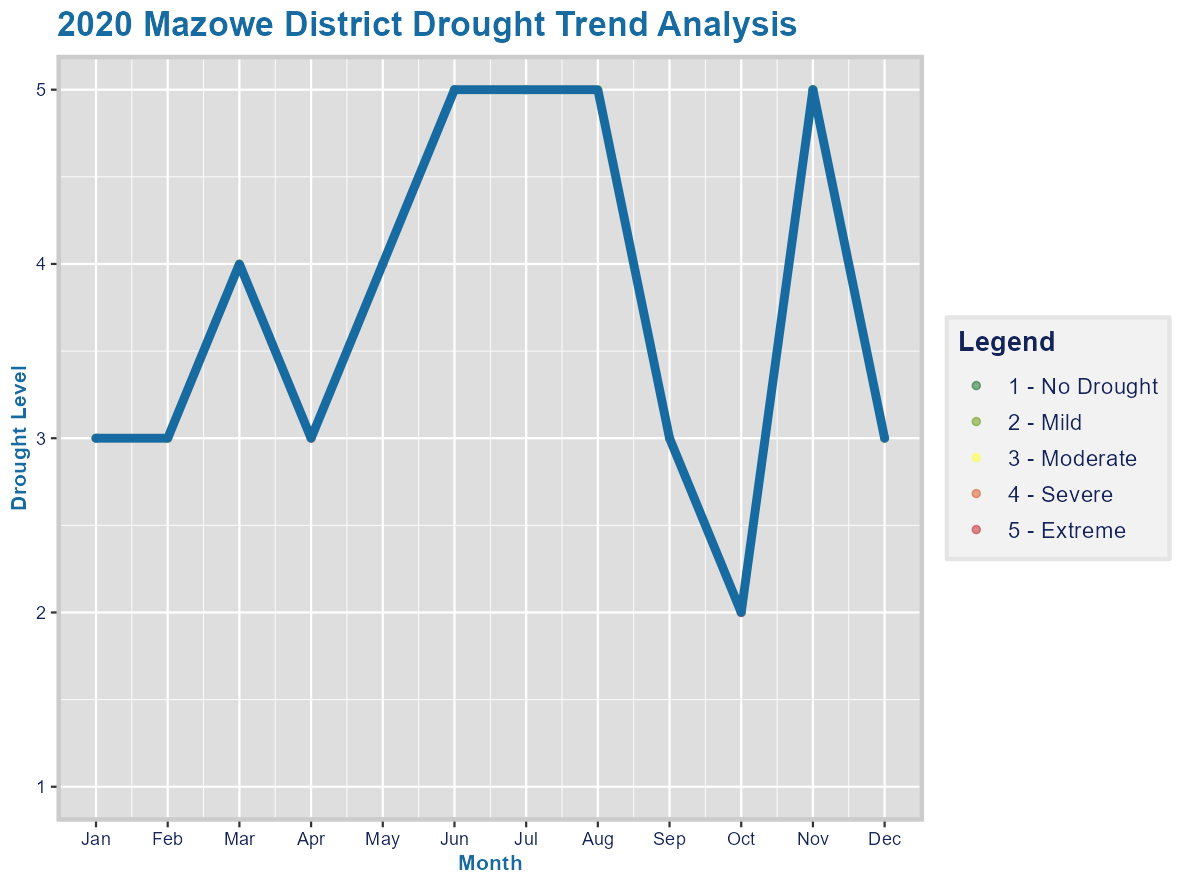 2020 Mazowe District Drought Trend Analysis
Drought Level
5
4
3
2
1
Jan Feb Mar Apr May Jun Jul Aug Sep Oct Nov Dec
Month
Legend
1 - No Drought
2 - Mild
3 - Moderate
4 - Severe
5 - Extreme